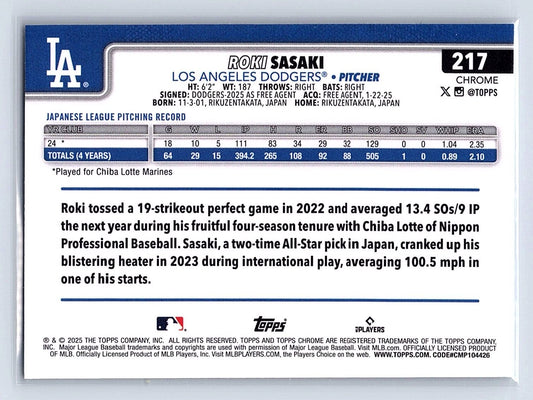 LA
ROKI SASAKI
LOS ANGELES DODGERS® • PITCHER
HT: 6'2" WT: 187 THROWS: RIGHT BATS: RIGHT
SIGNED: DODGERS-2025 AS FREE AGENT ACQ: FREE AGENT, 1-22-25
BORN: 11-3-01, RIKUZENTAKATA, JAPAN HOME: RIKUZENTAKATA, JAPAN
217
CHROME
@TOPPS
JAPANESE LEAGUE PITCHING RECORD
YR CLUB G W L IP H R ER BB SO SHO SV WHIP ERA
24 * 18 10 5 111 83 34 29 32 129 0 0 1.04 2.35
TOTALS (4 YEARS) 64 29 15 394.2 265 108 92 88 505 1 0 0.89 2.10
*Played for Chiba Lotte Marines
Roki tossed a 19-strikeout perfect game in 2022 and averaged 13.4 SOs/9 IP
the next year during his fruitful four-season tenure with Chiba Lotte of Nippon
Professional Baseball. Sasaki, a two-time All-Star pick in Japan, cranked up his
blistering heater in 2023 during international play, averaging 100.5 mph in
one of his starts.
Topps
PLAYERS
® & © 2025 THE TOPPS COMPANY, INC. ALL RIGHTS RESERVED. TOPPS AND TOPPS CHROME ARE REGISTERED TRADEMARKS OF THE TOPPS COMPANY,
INC. Major League Baseball trademarks and copyrights are used with permission of Major League Baseball. Visit MLB.com. OFFICIALLY LICENSED PRODUCT
OF MLB. Officially Licensed Product of MLB Players, Inc. Visit MLBPLAYERS.com, the Players Choice on the web. WWW.TOPPS.COM. CODE#CMP104426